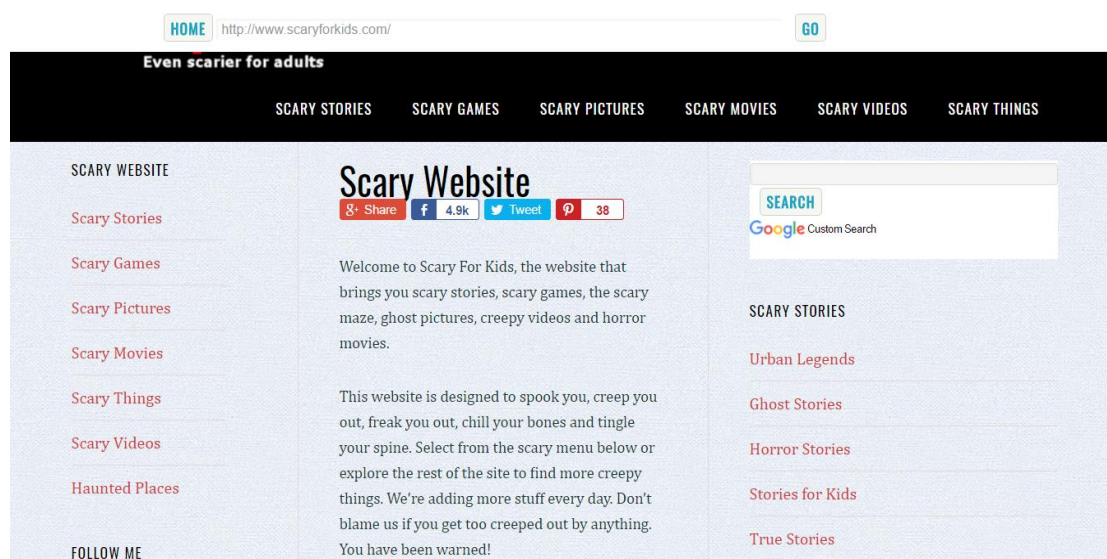 HOME http://www.scaryforkids.com/ GO
Even scarier for adults
SCARY STORIES SCARY GAMES SCARY PICTURES SCARY MOVIES SCARY VIDEOS SCARY THINGS
SCARY WEBSITE
Scary Stories
Scary Games
Scary Pictures
Scary Movies
Scary Things
Scary Videos
Haunted Places
FOLLOW ME
Scary Website
g+ Share f 4.9k Tweet 38
Welcome to Scary For Kids, the website that
brings you scary stories, scary games, the scary
maze, ghost pictures, creepy videos and horror
movies.
This website is designed to spook you, creep you
out, freak you out, chill your bones and tingle
your spine. Select from the scary menu below or
explore the rest of the site to find more creepy
things. We're adding more stuff every day. Don't
blame us if you get too creeped out by anything.
You have been warned!
SEARCH
Google Custom Search
SCARY STORIES
Urban Legends
Ghost Stories
Horror Stories
Stories for Kids
True Stories